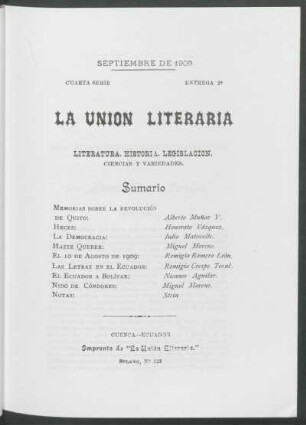 SEPTIEMBRE DE 1909
CUARTA SERIE ENTREGA 2ª
LA UNION LITERARIA
LITERATURA. HISTORIA. LEGISLACION.
CIENCIAS Y VARIEDADES.
Sumario
MEMORIAS SOBRE LA REVOLUCIÓN
DE QUITO: Alberto Muñoz V.
HECES: Honorato Vázquez.
LA DEMOCRACIA: Julio Matovelle.
HAZTE QUERER: Miguel Moreno.
EL 10 DE AGOSTO DE 1909: Remigio Romero León.
LAS LETRAS EN EL ECUADOR: Remigio Crespo Toral.
EL ECUADOR A BOLÍVAR: Nicanor Aguilar.
NIDO DE CÓNDORES: Miguel Moreno.
NOTAS: Stein
CUENCA—ECUADOR
Imprenta de "La Unión Literaria."
Nº